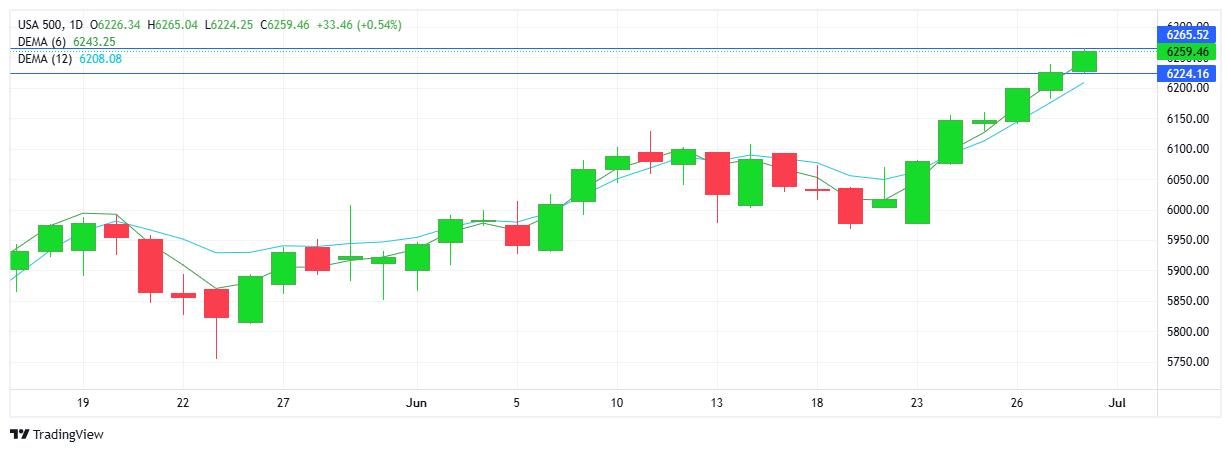 USA 500, 1D O6226.34 H6265.04 L6224.25 C6259.46 +33.46 (+0.54%)
DEMA (6) 6243.25
DEMA (12) 6208.08
6265.52
6259.46
6224.16
6200.00
6150.00
6100.00
6050.00
6000.00
5950.00
5900.00
5850.00
5800.00
5750.00
19 22 27 Jun 5 10 13 18 23 26 Jul
TradingView